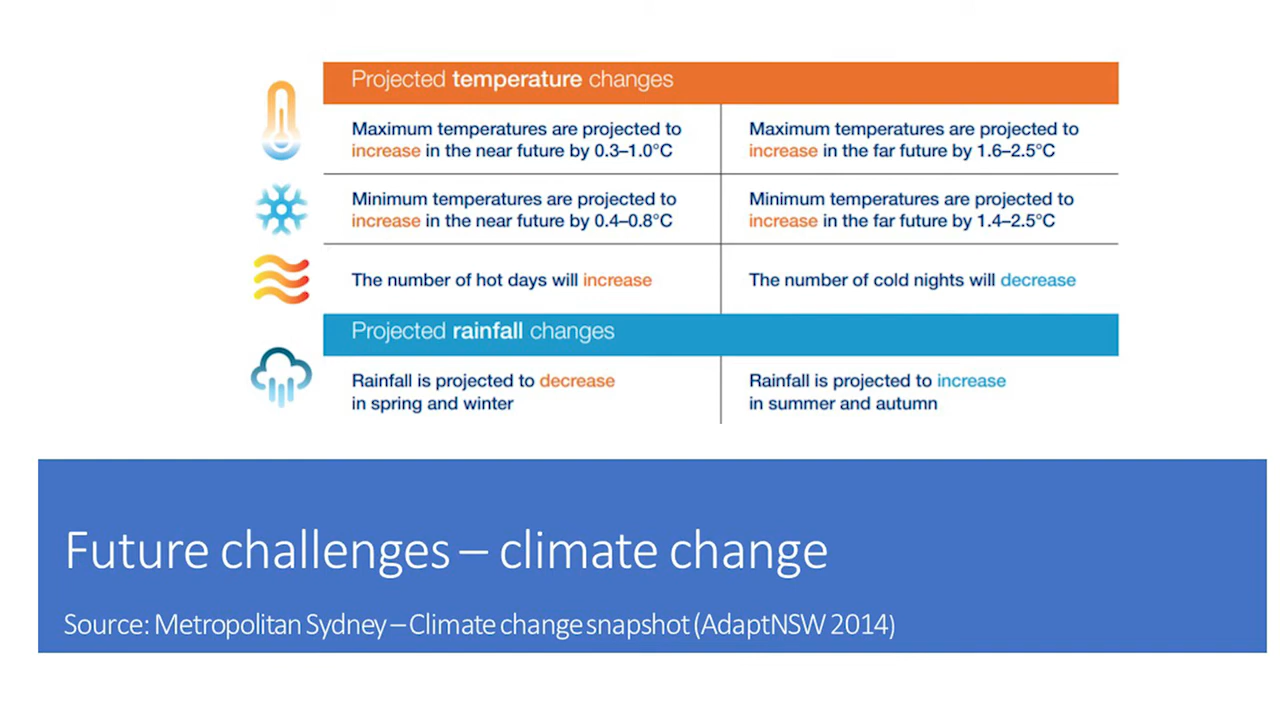 Projected temperature changes
Maximum temperatures are projected to
increase in the near future by 0.3–1.0°C
Maximum temperatures are projected to
increase in the far future by 1.6–2.5°C
Minimum temperatures are projected to
increase in the near future by 0.4–0.8°C
Minimum temperatures are projected to
increase in the far future by 1.4–2.5°C
The number of hot days will increase
The number of cold nights will decrease
Projected rainfall changes
Rainfall is projected to decrease
in spring and winter
Rainfall is projected to increase
in summer and autumn
Future challenges – climate change
Source: Metropolitan Sydney – Climate change snapshot (AdaptNSW 2014)